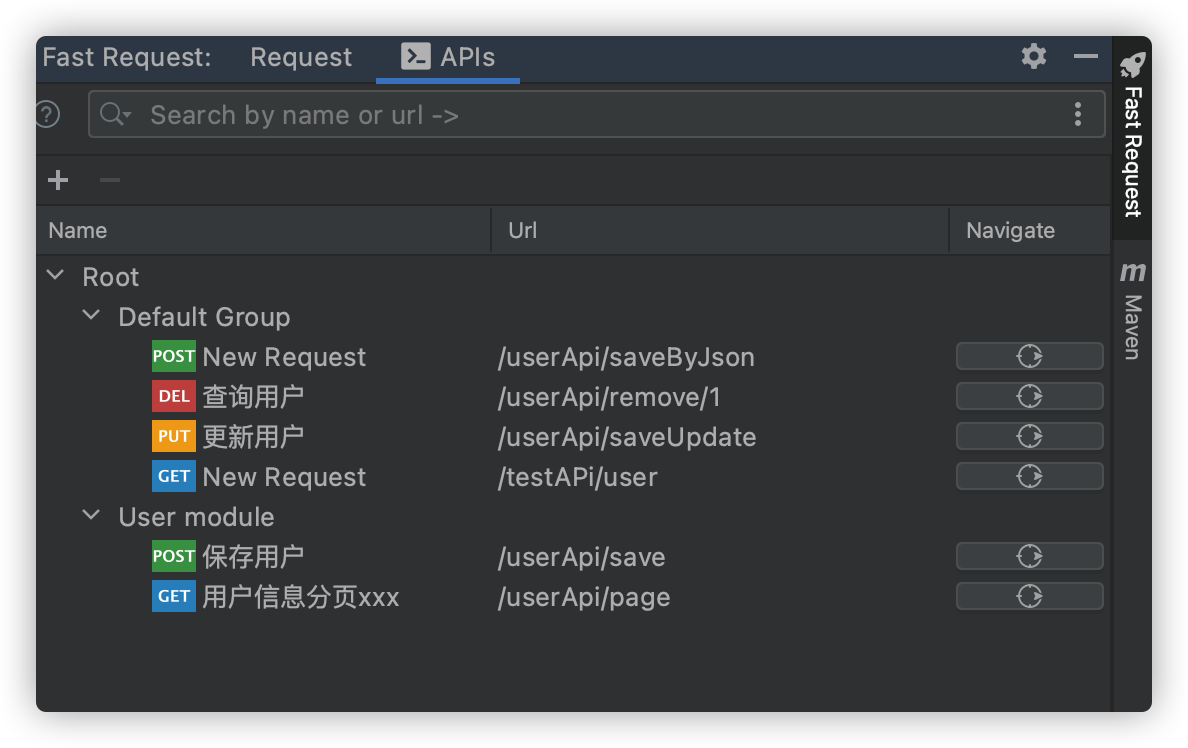 Fast Request: Request APIs
Search by name or url ->
Name Url Navigate
Root
Default Group
POST New Request /userApi/saveByJson
DEL 查询用户 /userApi/remove/1
PUT 更新用户 /userApi/saveUpdate
GET New Request /testAPi/user
User module
POST 保存用户 /userApi/save
GET 用户信息分页xxx /userApi/page
Fast Request
m Maven